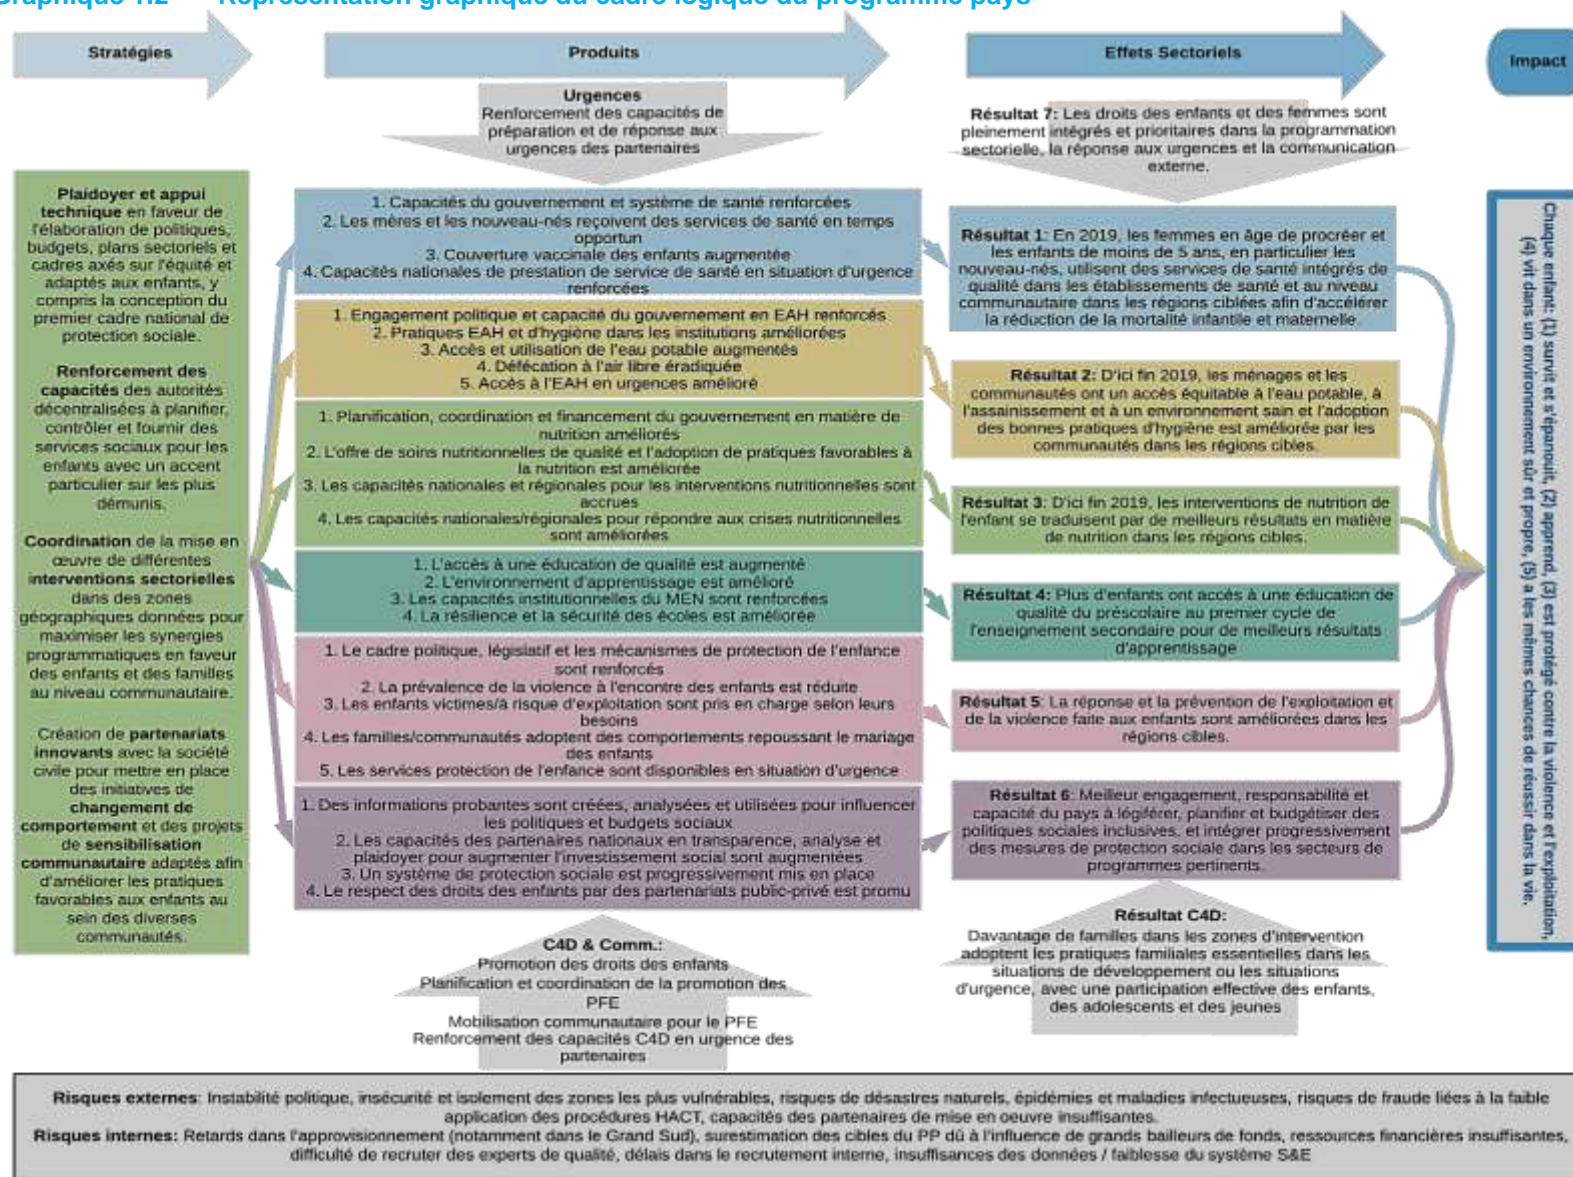 Graphique 1.2 Représentation graphique du cadre logique du programme pays
Stratégies
Produits
Effets Sectoriels
Impact
Urgences
Renforcement des capacités de
préparation et de réponse aux
urgences des partenaires
Résultat 7: Les droits des enfants et des femmes sont
pleinement intégrés et prioritaires dans la programmation
sectorielle, la réponse aux urgences et la communication
externe.
Plaidoyer et appui
technique en faveur de
l'élaboration de politiques,
budgets, plans sectoriels et
cadres axés sur l'équité et
adaptés aux enfants, y
compris la conception du
premier cadre national de
protection sociale.
Renforcement des
capacités des autorités
décentralisées à planifier,
contrôler et fournir des
services sociaux pour les
enfants avec un accent
particulier sur les plus
démunis.
Coordination de la mise en
œuvre de différentes
interventions sectorielles
dans des zones
géographiques données pour
maximiser les synergies
programmatiques en faveur
des enfants et des familles
au niveau communautaire.
Création de partenariats
innovants avec la société
civile pour mettre en place
des initiatives de
changement de
comportement et des projets
de sensibilisation
communautaire adaptés afin
d'améliorer les pratiques
favorables aux enfants au
sein des diverses
communautés.
1. Capacités du gouvernement et système de santé renforcées
2. Les mères et les nouveau-nés reçoivent des services de santé en temps
opportun
3. Couverture vaccinale des enfants augmentée
4. Capacités nationales de prestation de service de santé en situation d'urgence
renforcées
1. Engagement politique et capacité du gouvernement en EAH renforcés
2. Pratiques EAH et d'hygiène dans les institutions améliorées
3. Accès et utilisation de l'eau potable augmentés
4. Défécation à l'air libre éradiquée
5. Accès à l'EAH en urgences amélioré
1. Planification, coordination et financement du gouvernement en matière de
nutrition améliorés
2. L'offre de soins nutritionnelles de qualité et l'adoption de pratiques favorables à
la nutrition est améliorée
3. Les capacités nationales et régionales pour les interventions nutritionnelles sont
accrues
4. Les capacités nationales/régionales pour répondre aux crises nutritionnelles
sont améliorées
1. L'accès à une éducation de qualité est augmenté
2. L'environnement d'apprentissage est amélioré
3. Les capacités institutionnelles du MEN sont renforcées
4. La résilience et la sécurité des écoles est améliorée
1. Le cadre politique, législatif et les mécanismes de protection de l'enfance
sont renforcés
2. La prévalence de la violence à l'encontre des enfants est réduite
3. Les enfants victimes/à risque d'exploitation sont pris en charge selon leurs
besoins
4. Les familles/communautés adoptent des comportements repoussant le mariage
des enfants
5. Les services protection de l'enfance sont disponibles en situation d'urgence
1. Des informations probantes sont créées, analysées et utilisées pour influencer
les politiques et budgets sociaux
2. Les capacités des partenaires nationaux en transparence, analyse et
plaidoyer pour augmenter l'investissement social sont augmentées
3. Un système de protection sociale est progressivement mis en place
4. Le respect des droits des enfants par des partenariats public-privé est promu
Résultat 1: En 2019, les femmes en âge de procréer et
les enfants de moins de 5 ans, en particulier les
nouveau-nés, utilisent des services de santé intégrés de
qualité dans les établissements de santé et au niveau
communautaire dans les régions ciblées afin d'accélérer
la réduction de la mortalité infantile et maternelle.
Résultat 2: D'ici fin 2019, les ménages et les
communautés ont un accès équitable à l'eau potable, à
l'assainissement et à un environnement sain et l'adoption
des bonnes pratiques d'hygiène est améliorée par les
communautés dans les régions cibles.
Résultat 3: D'ici fin 2019, les interventions de nutrition de
l'enfant se traduisent par de meilleurs résultats en matière
de nutrition dans les régions cibles.
Résultat 4: Plus d'enfants ont accès à une éducation de
qualité du préscolaire au premier cycle de
l'enseignement secondaire pour de meilleurs résultats
d'apprentissage
Résultat 5: La réponse et la prévention de l'exploitation et
de la violence faite aux enfants sont améliorées dans les
régions cibles.
Résultat 6: Meilleur engagement, responsabilité et
capacité du pays à légiférer, planifier et budgétiser des
politiques sociales inclusives, et intégrer progressivement
des mesures de protection sociale dans les secteurs de
programmes pertinents.
Chaque enfant: (1) survit et s'épanouit, (2) apprend, (3) est protégé contre la violence et l'exploitation,
(4) vit dans un environnement sûr et propre, (5) a les mêmes chances de réussir dans la vie.
C4D & Comm.:
Promotion des droits des enfants
Planification et coordination de la promotion des
PFE
Mobilisation communautaire pour le PFE
Renforcement des capacités C4D en urgence des
partenaires
Résultat C4D:
Davantage de familles dans les zones d'intervention
adoptent les pratiques familiales essentielles dans les
situations de développement ou les situations
d'urgence, avec une participation effective des enfants,
des adolescents et des jeunes
Risques externes: Instabilité politique, insécurité et isolement des zones les plus vulnérables, risques de désastres naturels, épidémies et maladies infectueuses, risques de fraude liées à la faible
application des procédures HACT, capacités des partenaires de mise en oeuvre insuffisantes.
Risques internes: Retards dans l'approvisionnement (notamment dans le Grand Sud), surestimation des cibles du PP dû à l'influence de grands bailleurs de fonds, ressources financières insuffisantes,
difficulté de recruter des experts de qualité, délais dans le recrutement interne, insuffisances des données / faiblesse du système S&E